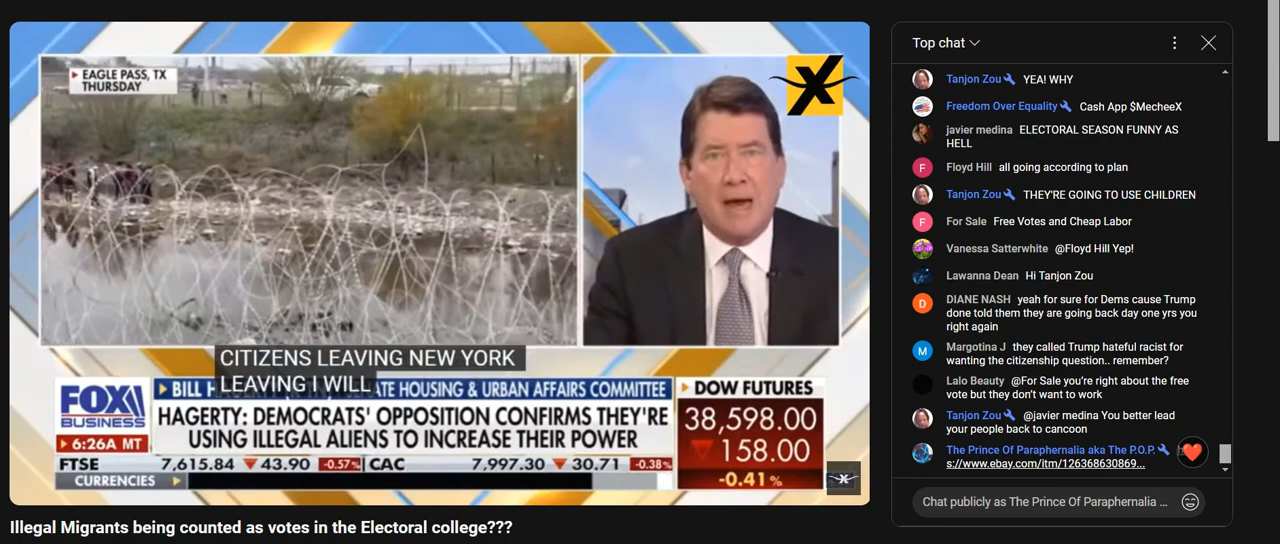 EAGLE PASS, TX
THURSDAY
X
CITIZENS LEAVING NEW YORK
LEAVING I WILL
FOX
BUSINESS
6:26A MT
BILL H
ATE HOUSING & URBAN AFFAIRS COMMITTEE
HAGERTY: DEMOCRATS' OPPOSITION CONFIRMS THEY'RE
USING ILLEGAL ALIENS TO INCREASE THEIR POWER
DOW FUTURES
38,598.00
▼158.00
-0.41%
FTSE 7,615.84 ▼43.90 -0.57% CAC 7,997.30 ▼30.71 -0.38%
CURRENCIES
Illegal Migrants being counted as votes in the Electoral college???
Top chat
Tanjon Zou YEA! WHY
Freedom Over Equality Cash App $MecheeX
javier medina ELECTORAL SEASON FUNNY AS
HELL
F Floyd Hill all going according to plan
Tanjon Zou THEY'RE GOING TO USE CHILDREN
F For Sale Free Votes and Cheap Labor
Vanessa Satterwhite @Floyd Hill Yep!
Lawanna Dean Hi Tanjon Zou
D DIANE NASH yeah for sure for Dems cause Trump
done told them they are going back day one yrs you
right again
M Margotina J they called Trump hateful racist for
wanting the citizenship question.. remember?
Lalo Beauty @For Sale you're right about the free
vote but they don't want to work
Tanjon Zou @javier medina You better lead
your people back to cancoon
The Prince Of Paraphernalia aka The P.O.P.
s://www.ebay.com/itm/126368630869...
Chat publicly as The Prince Of Paraphernalia ...